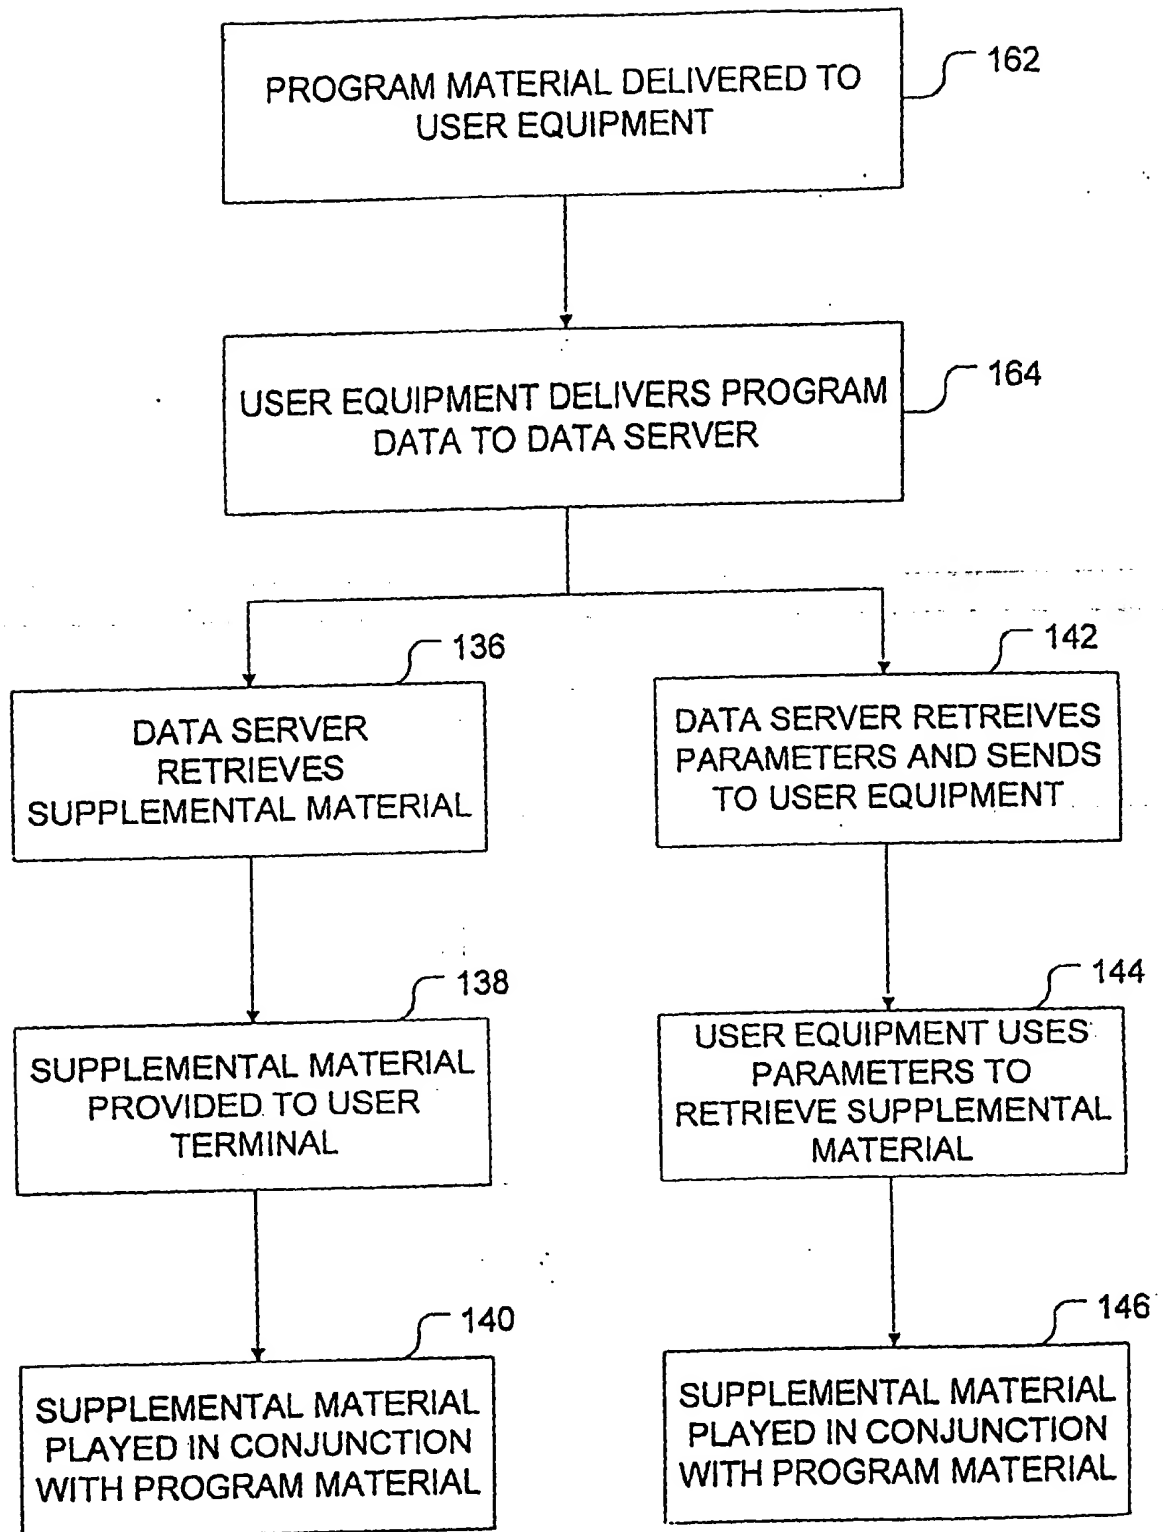 162
PROGRAM MATERIAL DELIVERED TO
USER EQUIPMENT
164
USER EQUIPMENT DELIVERS PROGRAM
DATA TO DATA SERVER
136
DATA SERVER
RETRIEVES
SUPPLEMENTAL MATERIAL
142
DATA SERVER RETREIVES
PARAMETERS AND SENDS
TO USER EQUIPMENT
138
SUPPLEMENTAL MATERIAL
PROVIDED TO USER
TERMINAL
144
USER EQUIPMENT USES
PARAMETERS TO
RETRIEVE SUPPLEMENTAL
MATERIAL
140
SUPPLEMENTAL MATERIAL
PLAYED IN CONJUNCTION
WITH PROGRAM MATERIAL
146
SUPPLEMENTAL MATERIAL
PLAYED IN CONJUNCTION
WITH PROGRAM MATERIAL